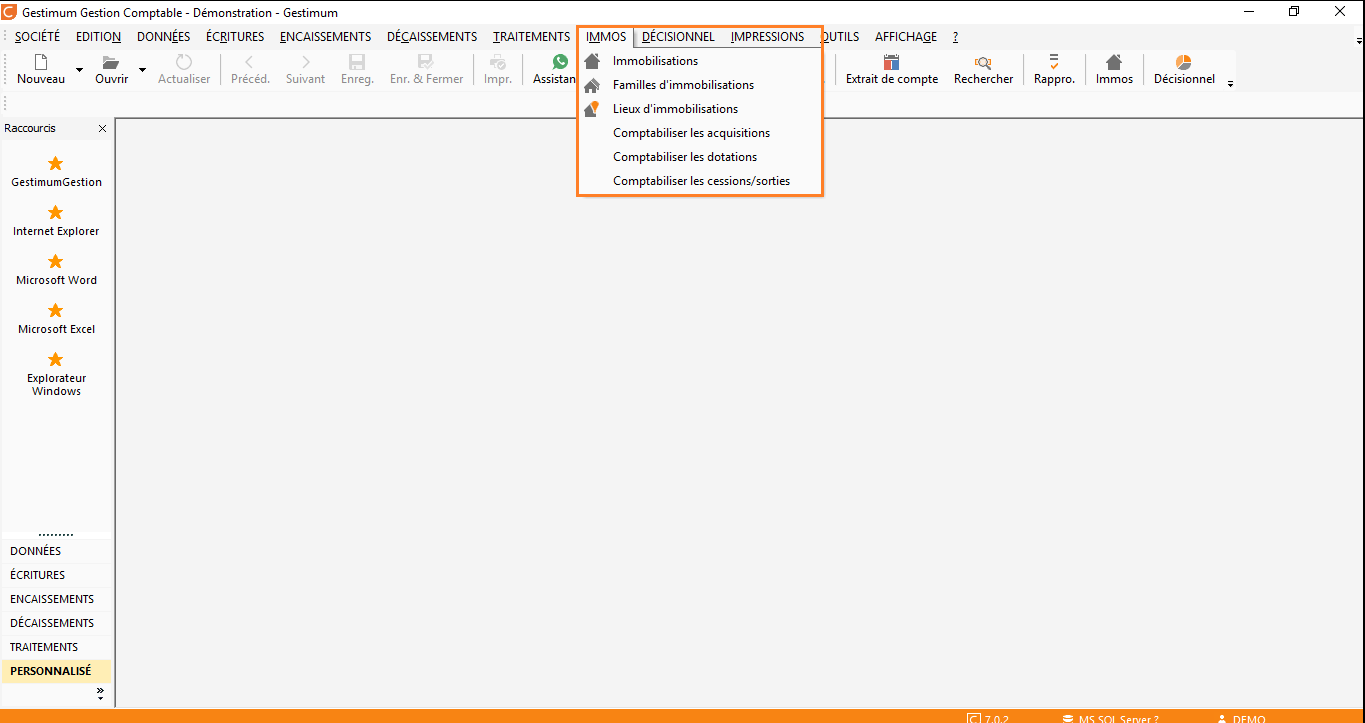 Gestimum Gestion Comptable - Démonstration - Gestimum
SOCIÉTÉ EDITION DONNÉES ÉCRITURES ENCAISSEMENTS DÉCAISSEMENTS TRAITEMENTS IMMOS DÉCISIONNEL IMPRESSIONS OUTILS AFFICHAGE ?
Nouveau Ouvrir Actualiser Précéd. Suivant Enreg. Enr. & Fermer Impr. Assistan Extrait de compte Rechercher Rappro. Immos Décisionnel
Immobilisations
Familles d'immobilisations
Lieux d'immobilisations
Comptabiliser les acquisitions
Comptabiliser les dotations
Comptabiliser les cessions/sorties
Raccourcis
GestimumGestion
Internet Explorer
Microsoft Word
Microsoft Excel
Explorateur
Windows
DONNÉES
ÉCRITURES
ENCAISSEMENTS
DÉCAISSEMENTS
TRAITEMENTS
PERSONNALISÉ
7.0.2 MS SQL Server ? DEMO